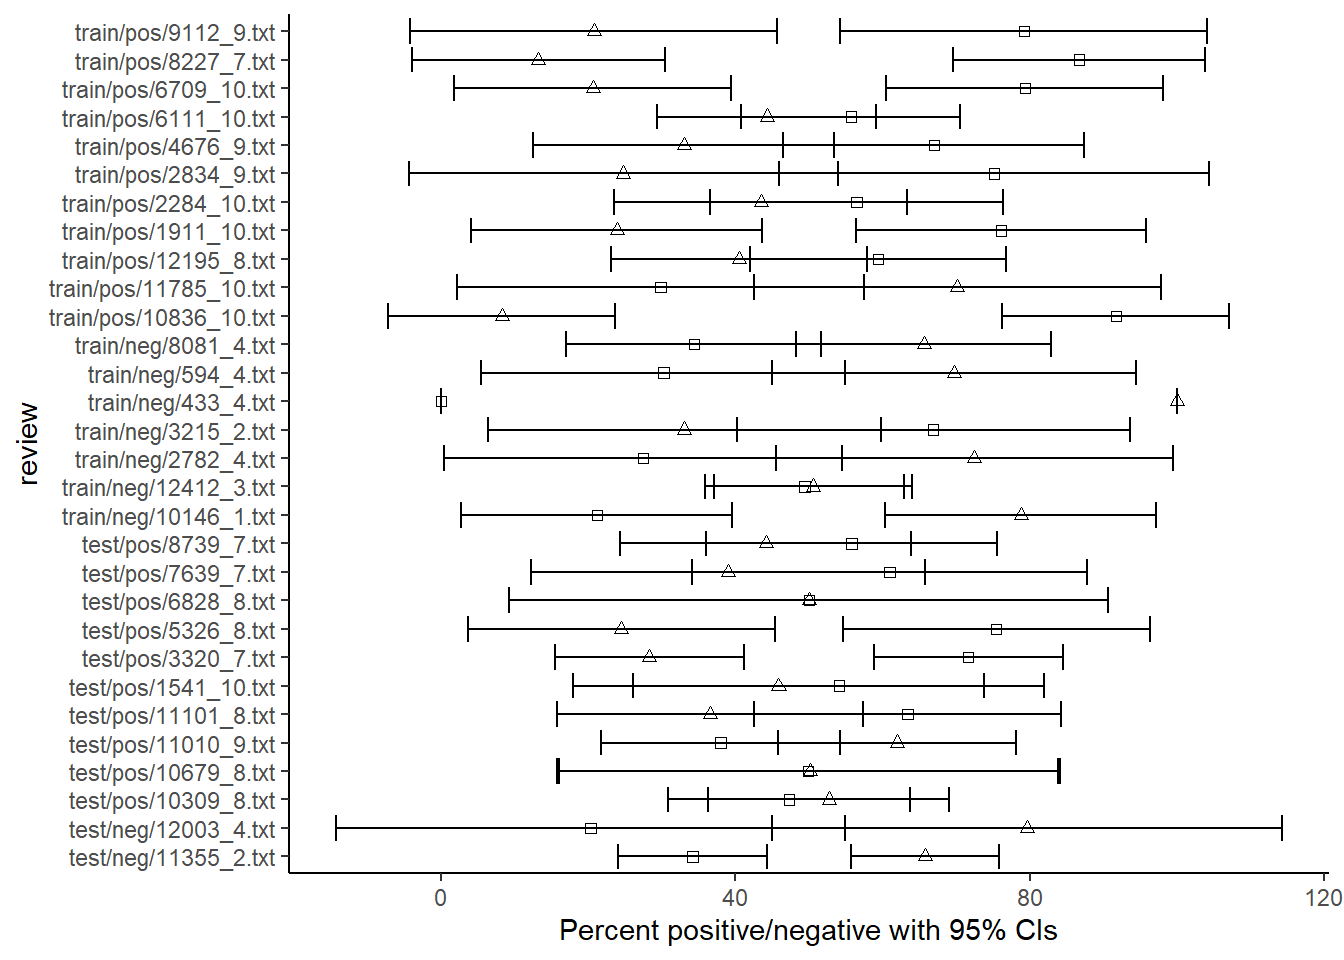 train/pos/9112_9.txt
train/pos/8227_7.txt
train/pos/6709_10.txt
train/pos/6111_10.txt
train/pos/4676_9.txt
train/pos/2834_9.txt
train/pos/2284_10.txt
train/pos/1911_10.txt
train/pos/12195_8.txt
train/pos/11785_10.txt
train/pos/10836_10.txt
train/neg/8081_4.txt
train/neg/594_4.txt
train/neg/433_4.txt
train/neg/3215_2.txt
train/neg/2782_4.txt
train/neg/12412_3.txt
train/neg/10146_1.txt
test/pos/8739_7.txt
test/pos/7639_7.txt
test/pos/6828_8.txt
test/pos/5326_8.txt
test/pos/3320_7.txt
test/pos/1541_10.txt
test/pos/11101_8.txt
test/pos/11010_9.txt
test/pos/10679_8.txt
test/pos/10309_8.txt
test/neg/12003_4.txt
test/neg/11355_2.txt
review
0 40 80 120
Percent positive/negative with 95% CIs